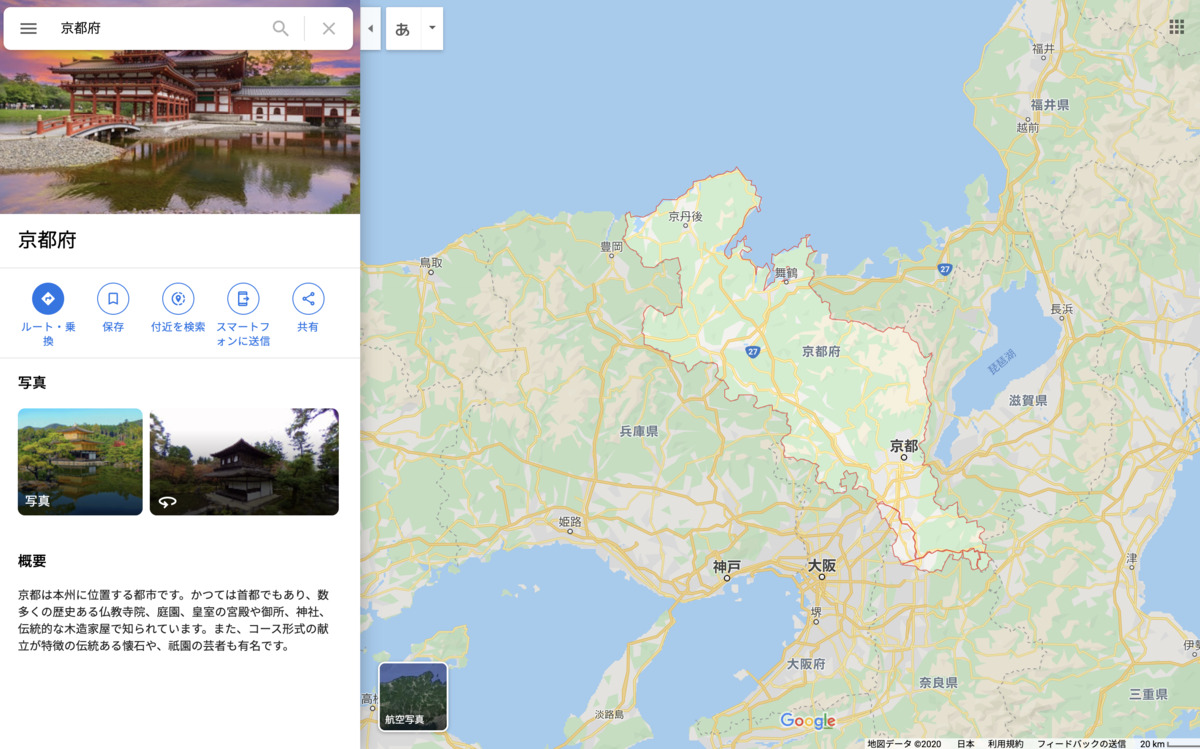 京都府
あ
京都府
ルート・乗
換
保存
付近を検索
スマートフ
ォンに送信
共有
写真
写真
概要
京都は本州に位置する都市です。かつては首都でもあり、数
多くの歴史ある仏教寺院、庭園、皇室の宮殿や御所、神社、
伝統的な木造家屋で知られています。また、コース形式の献
立が特徴の伝統ある懐石や、祇園の芸者も有名です。
福井
福井県
越前
京丹後
豊岡
鳥取
舞鶴
27
長浜
27
京都府
琵琶湖
滋賀県
兵庫県
京都
姫路
神戸
大阪
津
堺
大阪府
奈良県
三重県
淡路島
航空写真
Google
地図データ ©2020 日本 利用規約 フィードバックの送信 20 km